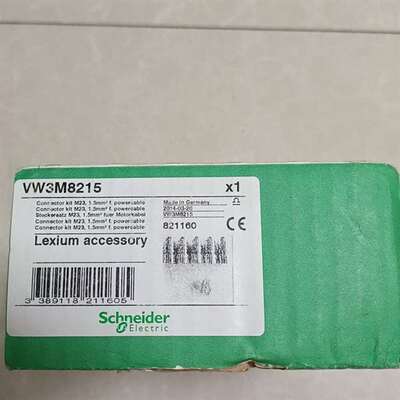 VW3M8215 x1
Connector kit M23, 1.5mm² f. powercable
Connector kit M23, 1.5mm² f. powercable
Steckersatz M23, 1.5mm² fuer Motorkabel
Connector kit M23, 1.5mm² f. powercable
Connector kit M23, 1.5mm² f. powercable
Made in Germany
2014-03-20
VW3M8215
821160 CE
Lexium accessory
3 389118 211605
Schneider
Electric